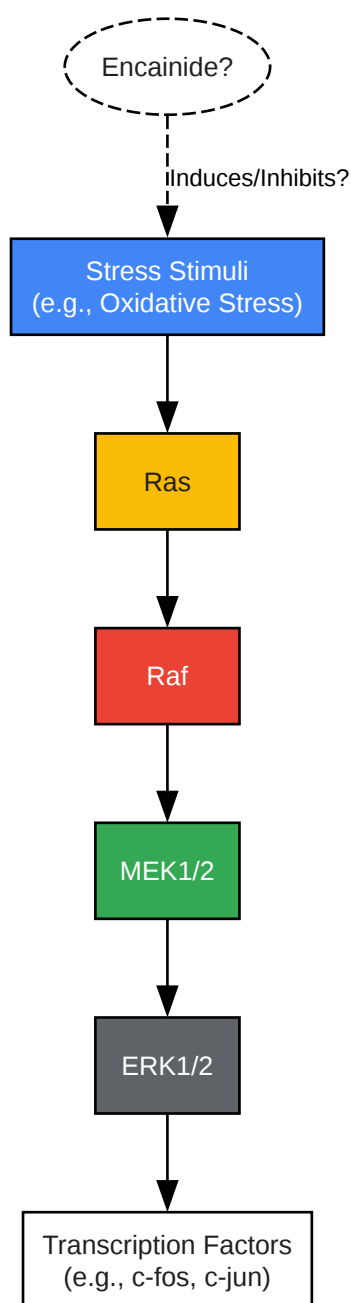 Encainide?
Induces/Inhibits?
Stress Stimuli
(e.g., Oxidative Stress)
Ras
Raf
MEK1/2
ERK1/2
Transcription Factors
(e.g., c-fos, c-jun)